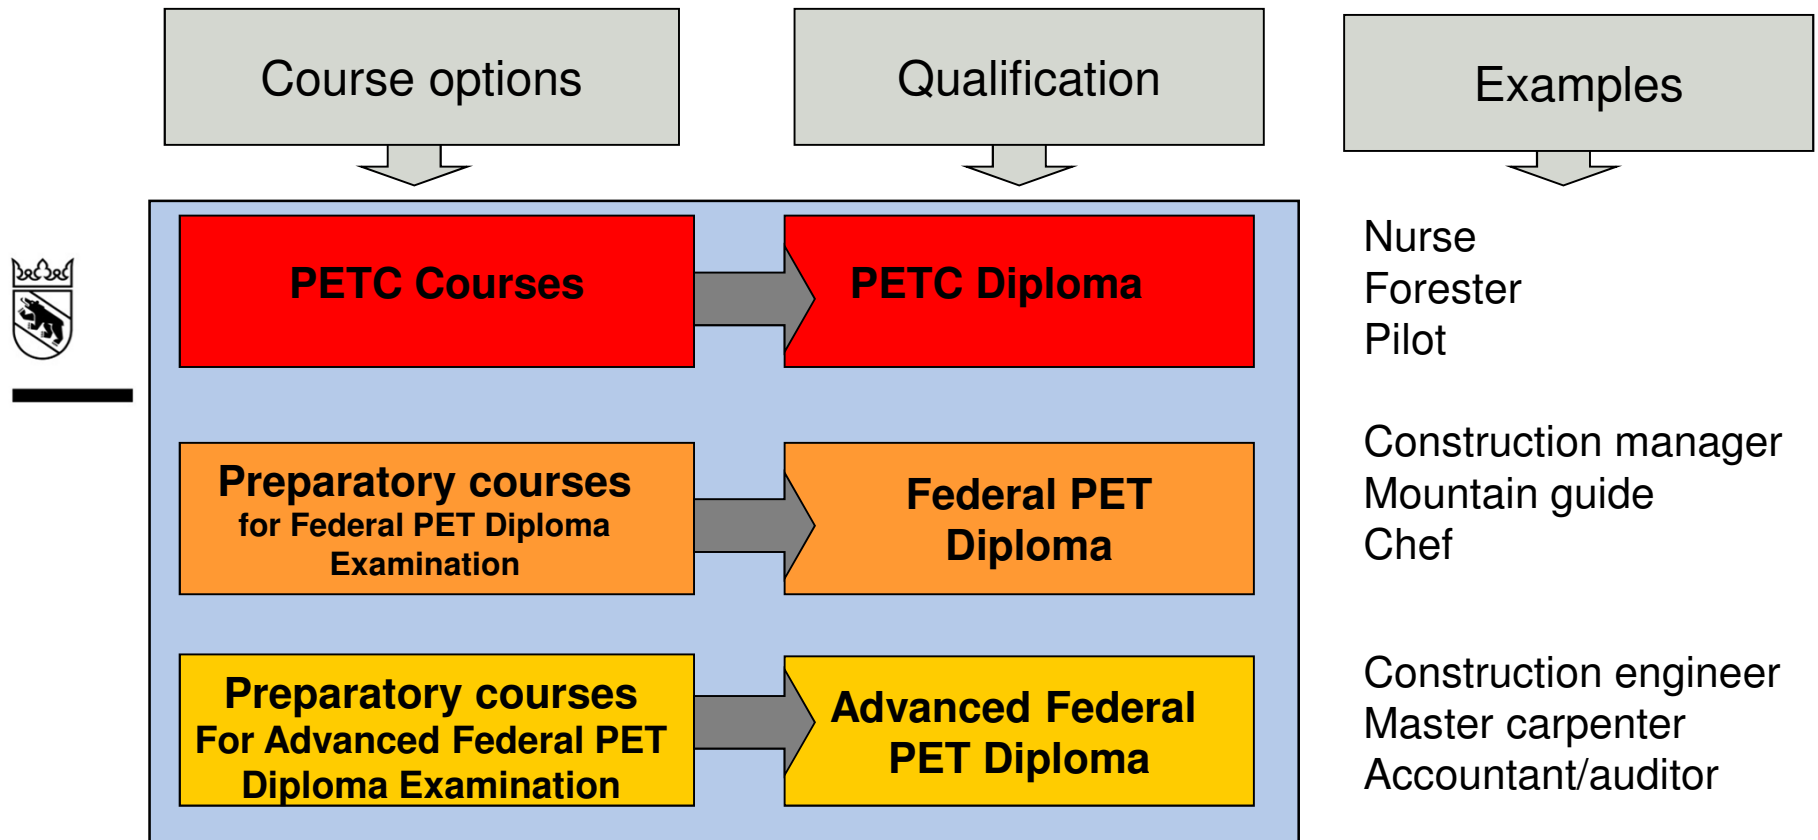 Course options
Qualification
Examples
PETC Courses
PETC Diploma
Nurse
Forester
Pilot
Preparatory courses
for Federal PET Diploma
Examination
Federal PET
Diploma
Construction manager
Mountain guide
Chef
Preparatory courses
For Advanced Federal PET
Diploma Examination
Advanced Federal
PET Diploma
Construction engineer
Master carpenter
Accountant/auditor